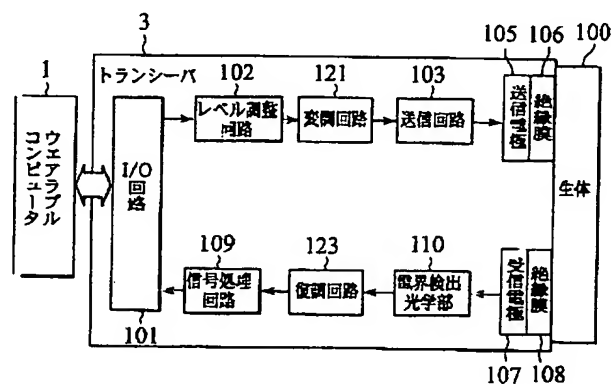 3
トランシーバ
1
ウエアラブル
コンピュータ
I/O
回路
101
102
レベル調整
回路
121
変調回路
103
送信回路
105
送信電極
106
絶縁膜
100
生体
109
信号処理
回路
123
復調回路
110
電界検出
光学部
受信電極
107
絶縁膜
108